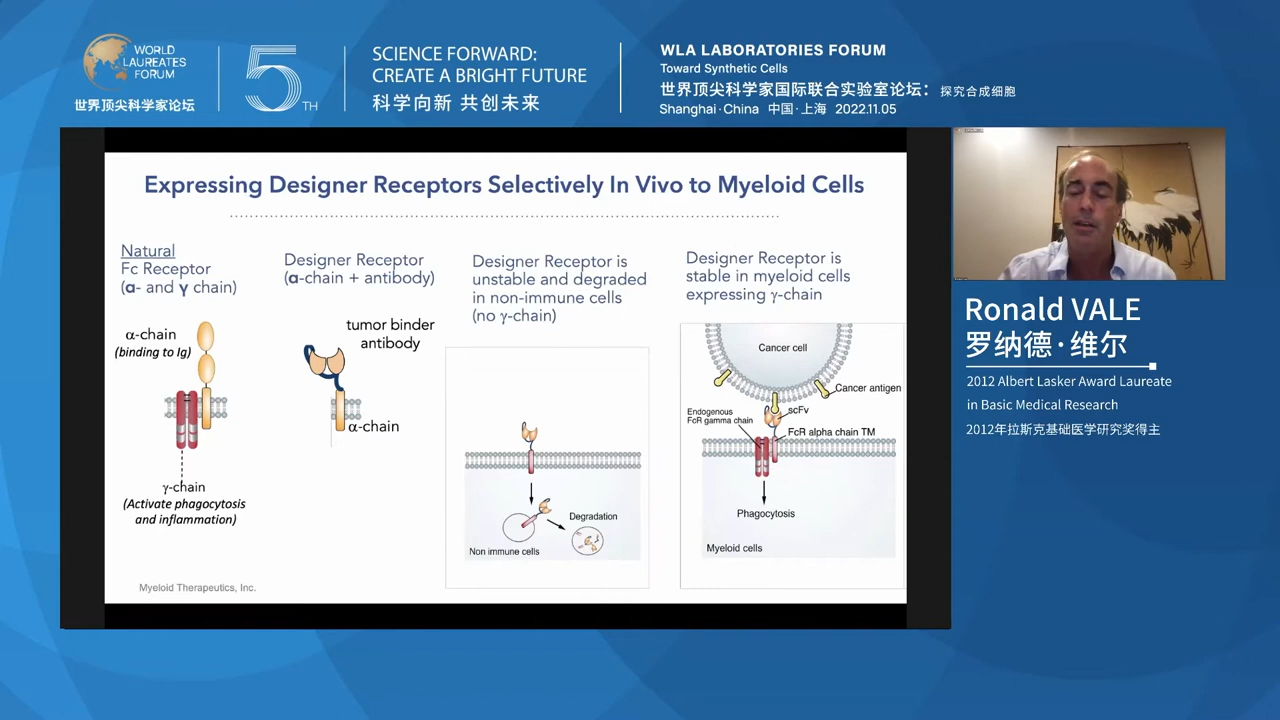 WORLD
LAUREATES
FORUM
世界顶尖科学家论坛
5TH
SCIENCE FORWARD:
CREATE A BRIGHT FUTURE
科学向新 共创未来
WLA LABORATORIES FORUM
Toward Synthetic Cells
世界顶尖科学家国际联合实验室论坛：探究合成细胞
Shanghai·China 中国·上海 2022.11.05
Expressing Designer Receptors Selectively In Vivo to Myeloid Cells
Natural
Fc Receptor
(α- and γ chain)
α-chain
(binding to Ig)
γ-chain
(Activate phagocytosis
and inflammation)
Designer Receptor
(α-chain + antibody)
tumor binder
antibody
α-chain
Designer Receptor is
unstable and degraded
in non-immune cells
(no γ-chain)
Degradation
Non immune cells
Designer Receptor is
stable in myeloid cells
expressing γ-chain
Cancer cell
Cancer antigen
scFv
Endogenous
FcR gamma chain
FcR alpha chain TM
Phagocytosis
Myeloid cells
Myeloid Therapeutics, Inc.
Ronald VALE
罗纳德·维尔
2012 Albert Lasker Award Laureate
in Basic Medical Research
2012年拉斯克基础医学研究奖得主